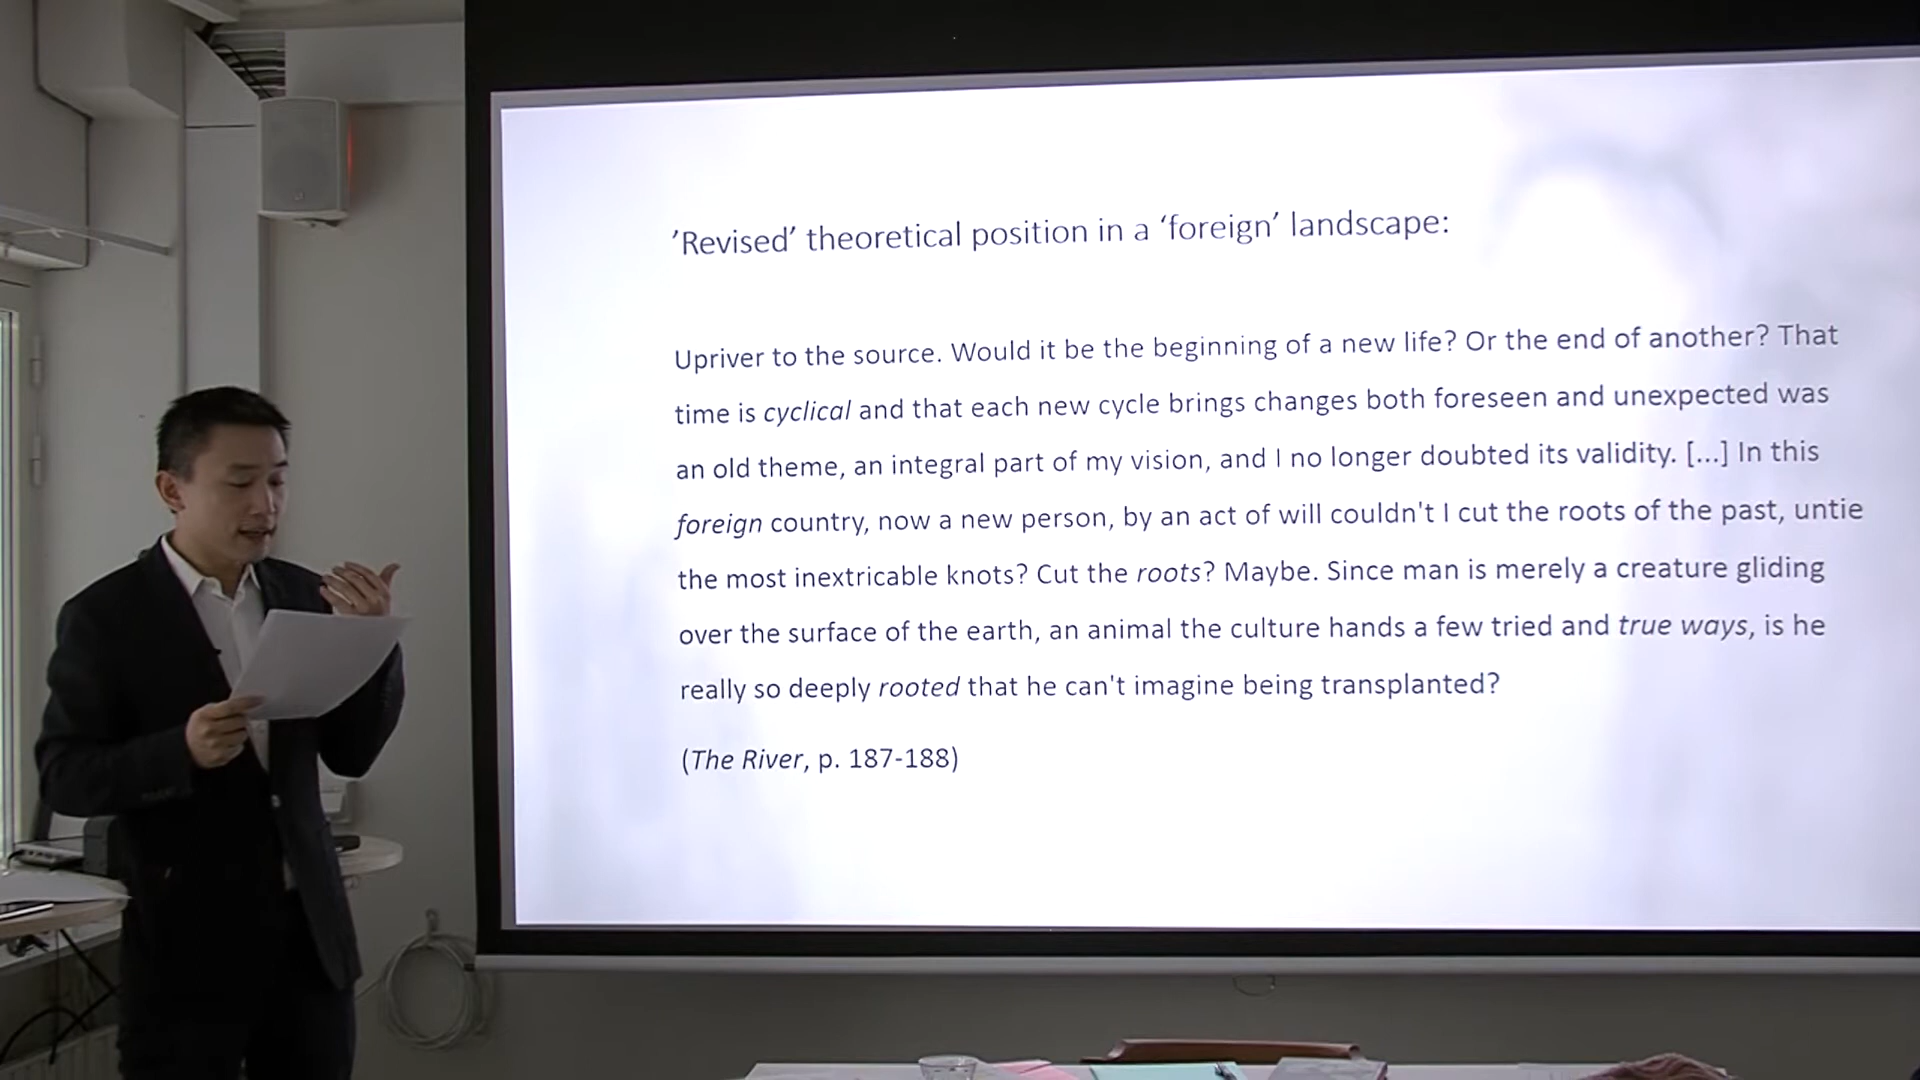 ’Revised’ theoretical position in a ‘foreign’ landscape:
Upriver to the source. Would it be the beginning of a new life? Or the end of another? That
time is cyclical and that each new cycle brings changes both foreseen and unexpected was
an old theme, an integral part of my vision, and I no longer doubted its validity. [...] In this
foreign country, now a new person, by an act of will couldn't I cut the roots of the past, untie
the most inextricable knots? Cut the roots? Maybe. Since man is merely a creature gliding
over the surface of the earth, an animal the culture hands a few tried and true ways, is he
really so deeply rooted that he can't imagine being transplanted?
(The River, p. 187-188)